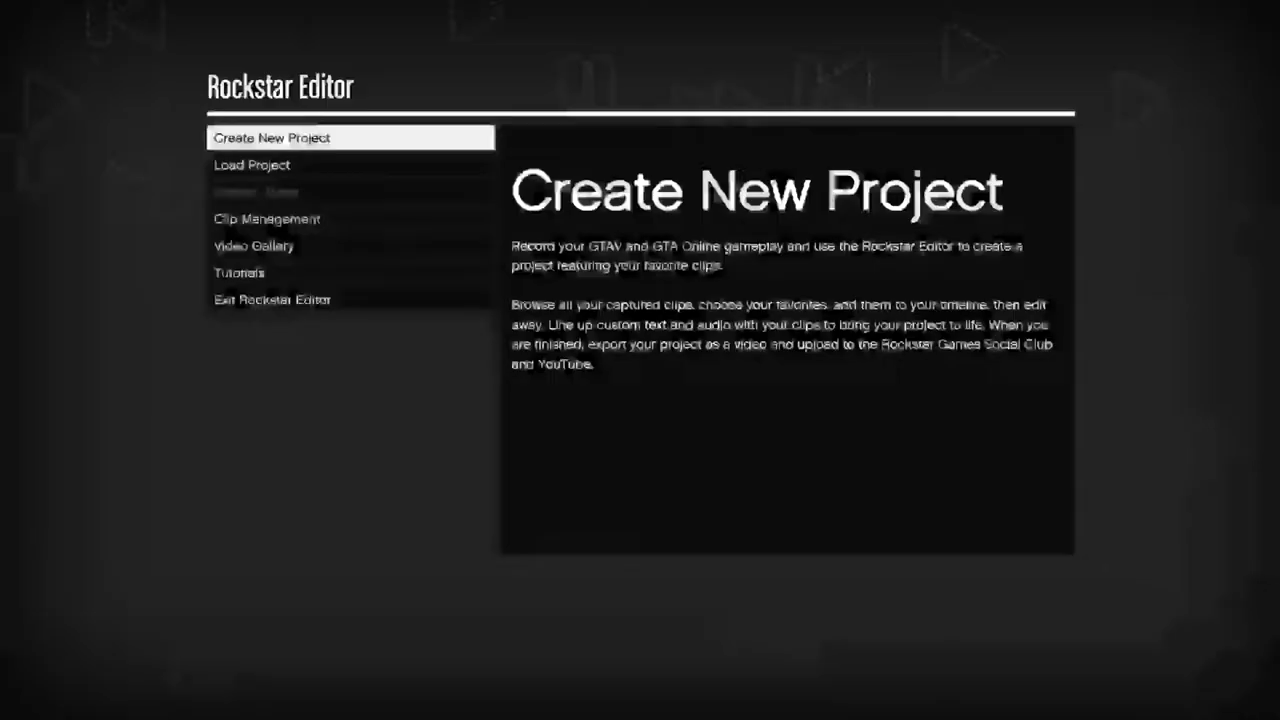 Rockstar Editor
Create New Project
Load Project
Clip Management
Video Gallery
Tutorials
Exit Rockstar Editor
Create New Project
Record your GTAV and GTA Online gameplay and use the Rockstar Editor to create a
project featuring your favorite clips.
Browse all your captured clips, choose your favorites, and them to your timeline, then edit
away. Line up custom text and audio with your clips to bring your project to life. When you
are finished, export your project as a video and upload to the Rockstar Games Social Club
and YouTube.